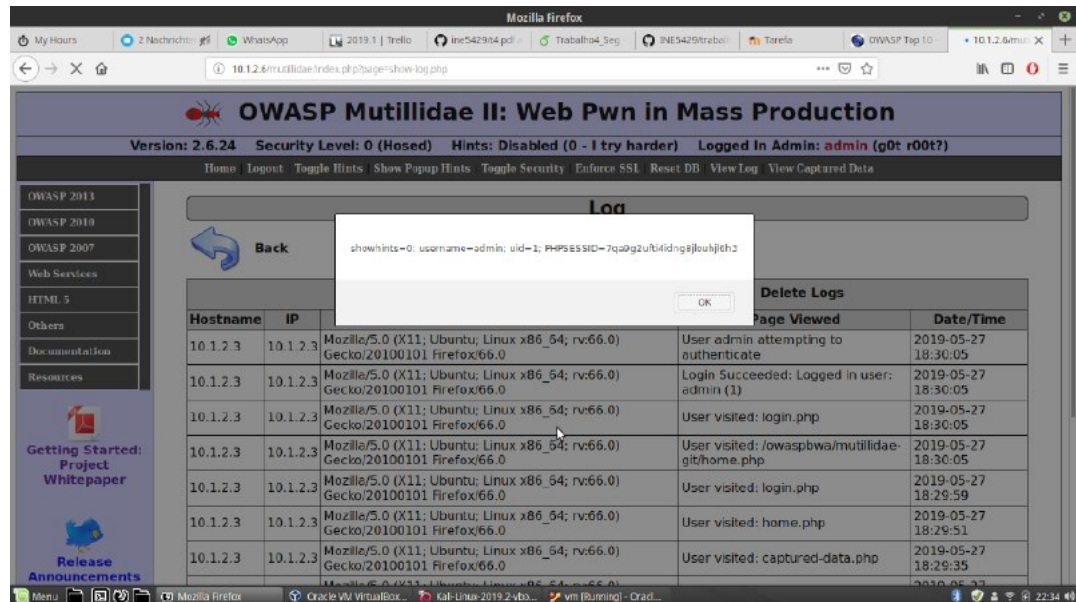 Mozilla Firefox
My Hours
2 Nachrichten
WhatsApp
2019.1 | Trello
Trabalho4_Seg
Tarefa
OWASP Top 10 -
10.1.2.6/mutillidae/index.php?page=show-log.php
OWASP Mutillidae II: Web Pwn in Mass Production
Version: 2.6.24 Security Level: 0 (Hosed) Hints: Disabled (0 - I try harder) Logged In Admin: admin (g0t r00t?)
Home | Logout Toggle Hints | Show Popup Hints Toggle Security | Enforce SSL | Reset DB | View Log | View Captured Data
OWASP 2013
OWASP 2010
OWASP 2007
Web Services
HTML 5
Others
Documentation
Resources
Getting Started:
Project
Whitepaper
Release
Announcements
Log
Back
showhints=0; username=admin; uid=1;
OK
Delete Logs
Hostname IP Page Viewed Date/Time
10.1.2.3 10.1.2.3 Mozilla/5.0 (X11; Ubuntu; Linux x86_64; rv:66.0) Gecko/20100101 Firefox/66.0 User admin attempting to authenticate 2019-05-27 18:30:05
10.1.2.3 10.1.2.3 Mozilla/5.0 (X11; Ubuntu; Linux x86_64; rv:66.0) Gecko/20100101 Firefox/66.0 Login Succeeded: Logged in user: admin (1) 2019-05-27 18:30:05
10.1.2.3 10.1.2.3 Mozilla/5.0 (X11; Ubuntu; Linux x86_64; rv:66.0) Gecko/20100101 Firefox/66.0 User visited: login.php 2019-05-27 18:30:05
10.1.2.3 10.1.2.3 Mozilla/5.0 (X11; Ubuntu; Linux x86_64; rv:66.0) Gecko/20100101 Firefox/66.0 User visited: /owaspbwa/mutillidae-git/home.php 2019-05-27 18:30:05
10.1.2.3 10.1.2.3 Mozilla/5.0 (X11; Ubuntu; Linux x86_64; rv:66.0) Gecko/20100101 Firefox/66.0 User visited: login.php 2019-05-27 18:29:59
10.1.2.3 10.1.2.3 Mozilla/5.0 (X11; Ubuntu; Linux x86_64; rv:66.0) Gecko/20100101 Firefox/66.0 User visited: home.php 2019-05-27 18:29:51
10.1.2.3 10.1.2.3 Mozilla/5.0 (X11; Ubuntu; Linux x86_64; rv:66.0) Gecko/20100101 Firefox/66.0 User visited: captured-data.php 2019-05-27 18:29:35
Menu
Mozilla Firefox
Oracle VM VirtualBox...
Kali-Linux-2019.2-vbo...
vm [Running] - Oracl...
22:34